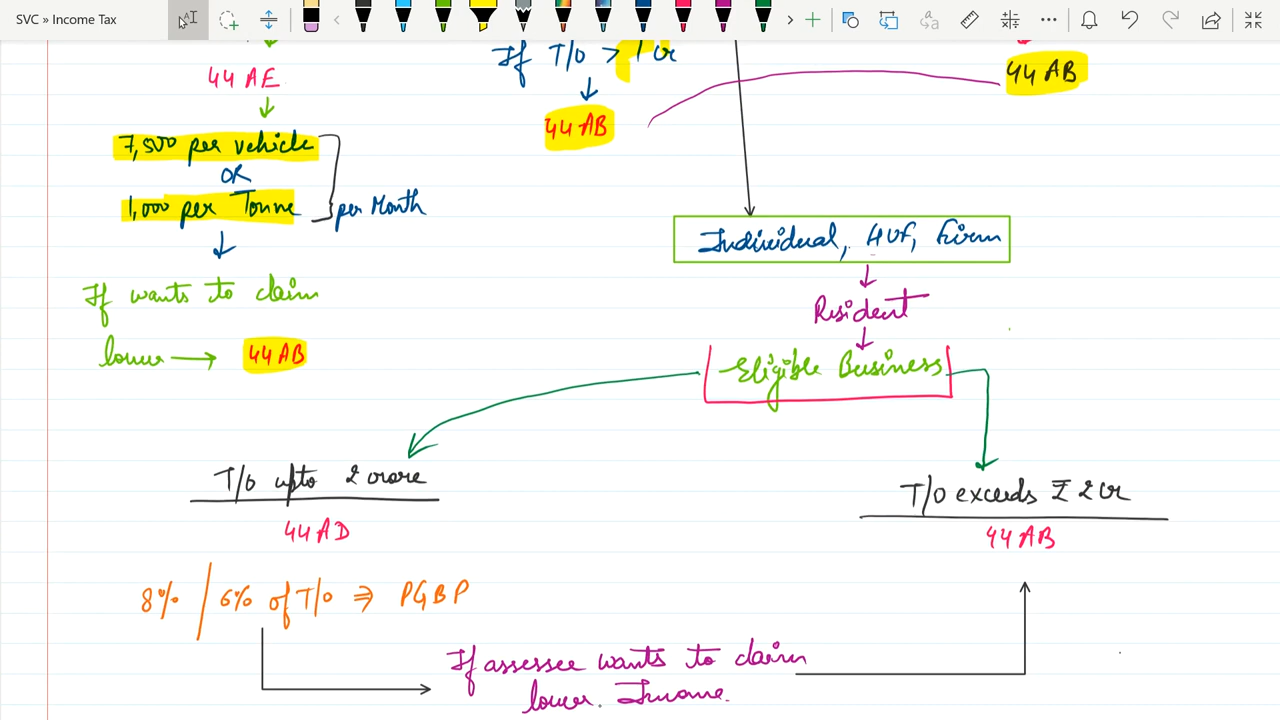 SVC » Income Tax
If T/O > 1 cr
44 AB
44 AB
44 AE
7,500 per vehicle
OR
1,000 per Tonne
per Month
If wants to claim
lower → 44 AB
Individual, HUF, Firm
Resident
Eligible Business
T/O upto 2 crore
44 AD
8% / 6% of T/O ⇒ PGBP
T/O exceeds ₹ 2 cr
44 AB
If assessee wants to claim
lower. Income.